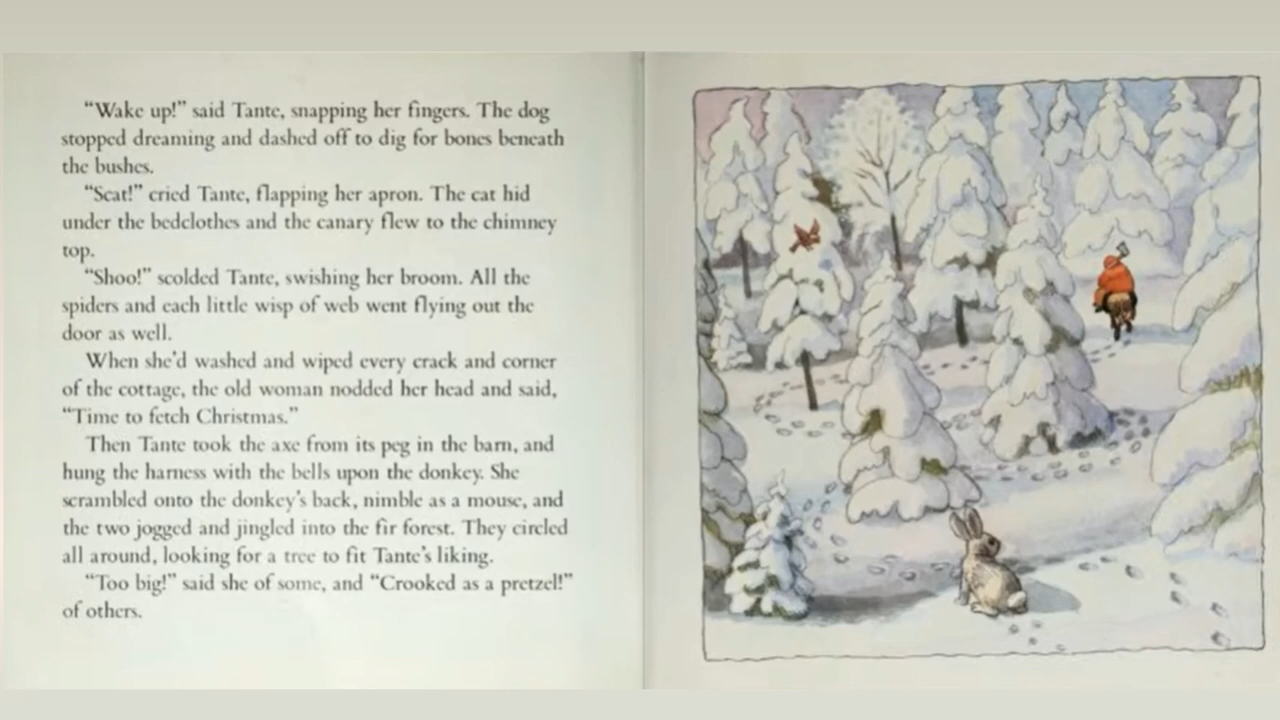 “Wake up!” said Tante, snapping her fingers. The dog
stopped dreaming and dashed off to dig for bones beneath
the bushes.
“Scat!” cried Tante, flapping her apron. The cat hid
under the bedclothes and the canary flew to the chimney
top.
“Shoo!” scolded Tante, swishing her broom. All the
spiders and each little wisp of web went flying out the
door as well.
When she’d washed and wiped every crack and corner
of the cottage, the old woman nodded her head and said,
“Time to fetch Christmas.”
Then Tante took the axe from its peg in the barn, and
hung the harness with the bells upon the donkey. She
scrambled onto the donkey’s back, nimble as a mouse, and
the two jogged and jingled into the fir forest. They circled
all around, looking for a tree to fit Tante’s liking.
“Too big!” said she of some, and “Crooked as a pretzel!”
of others.